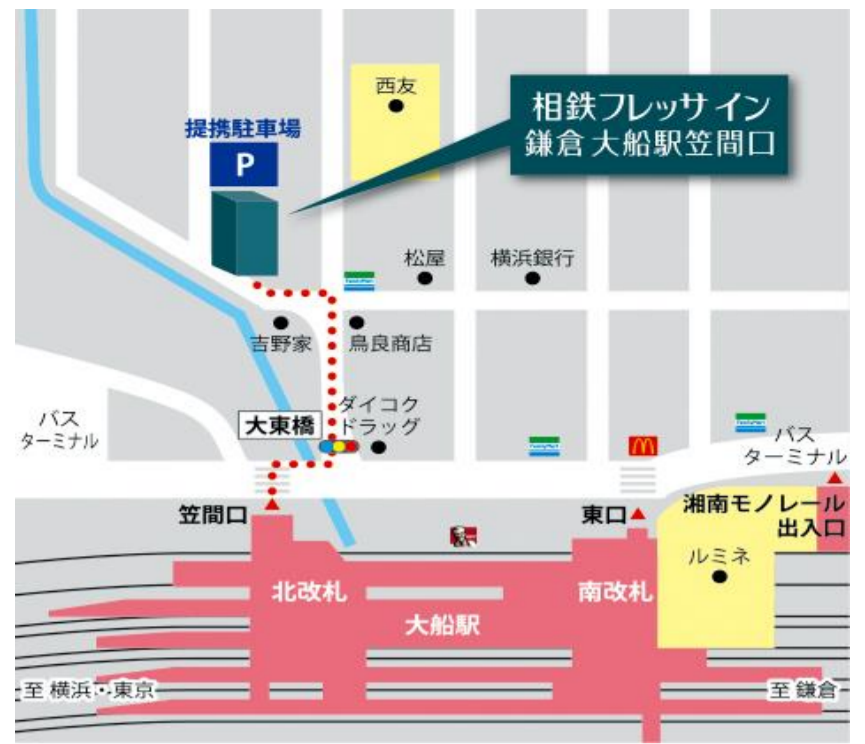 西友
相鉄フレッサイン
鎌倉 大船駅笠間口
提携駐車場
P
松屋
横浜銀行
FamilyMart
吉野家
鳥良商店
ダイコク
ドラッグ
大東橋
バス
ターミナル
FamilyMart
FamilyMart
バス
ターミナル
笠間口
東口
湘南モノレール
出入口
KFC
ルミネ
北改札
南改札
大船駅
至 横浜・東京
至 鎌倉